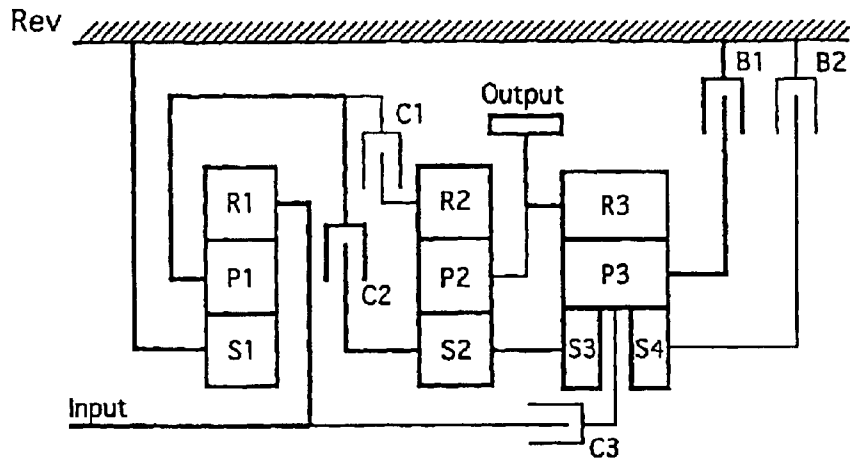 Rev
B1
B2
Output
C1
R1
R2
R3
P1
P2
P3
C2
S1
S2
S3
S4
Input
C3